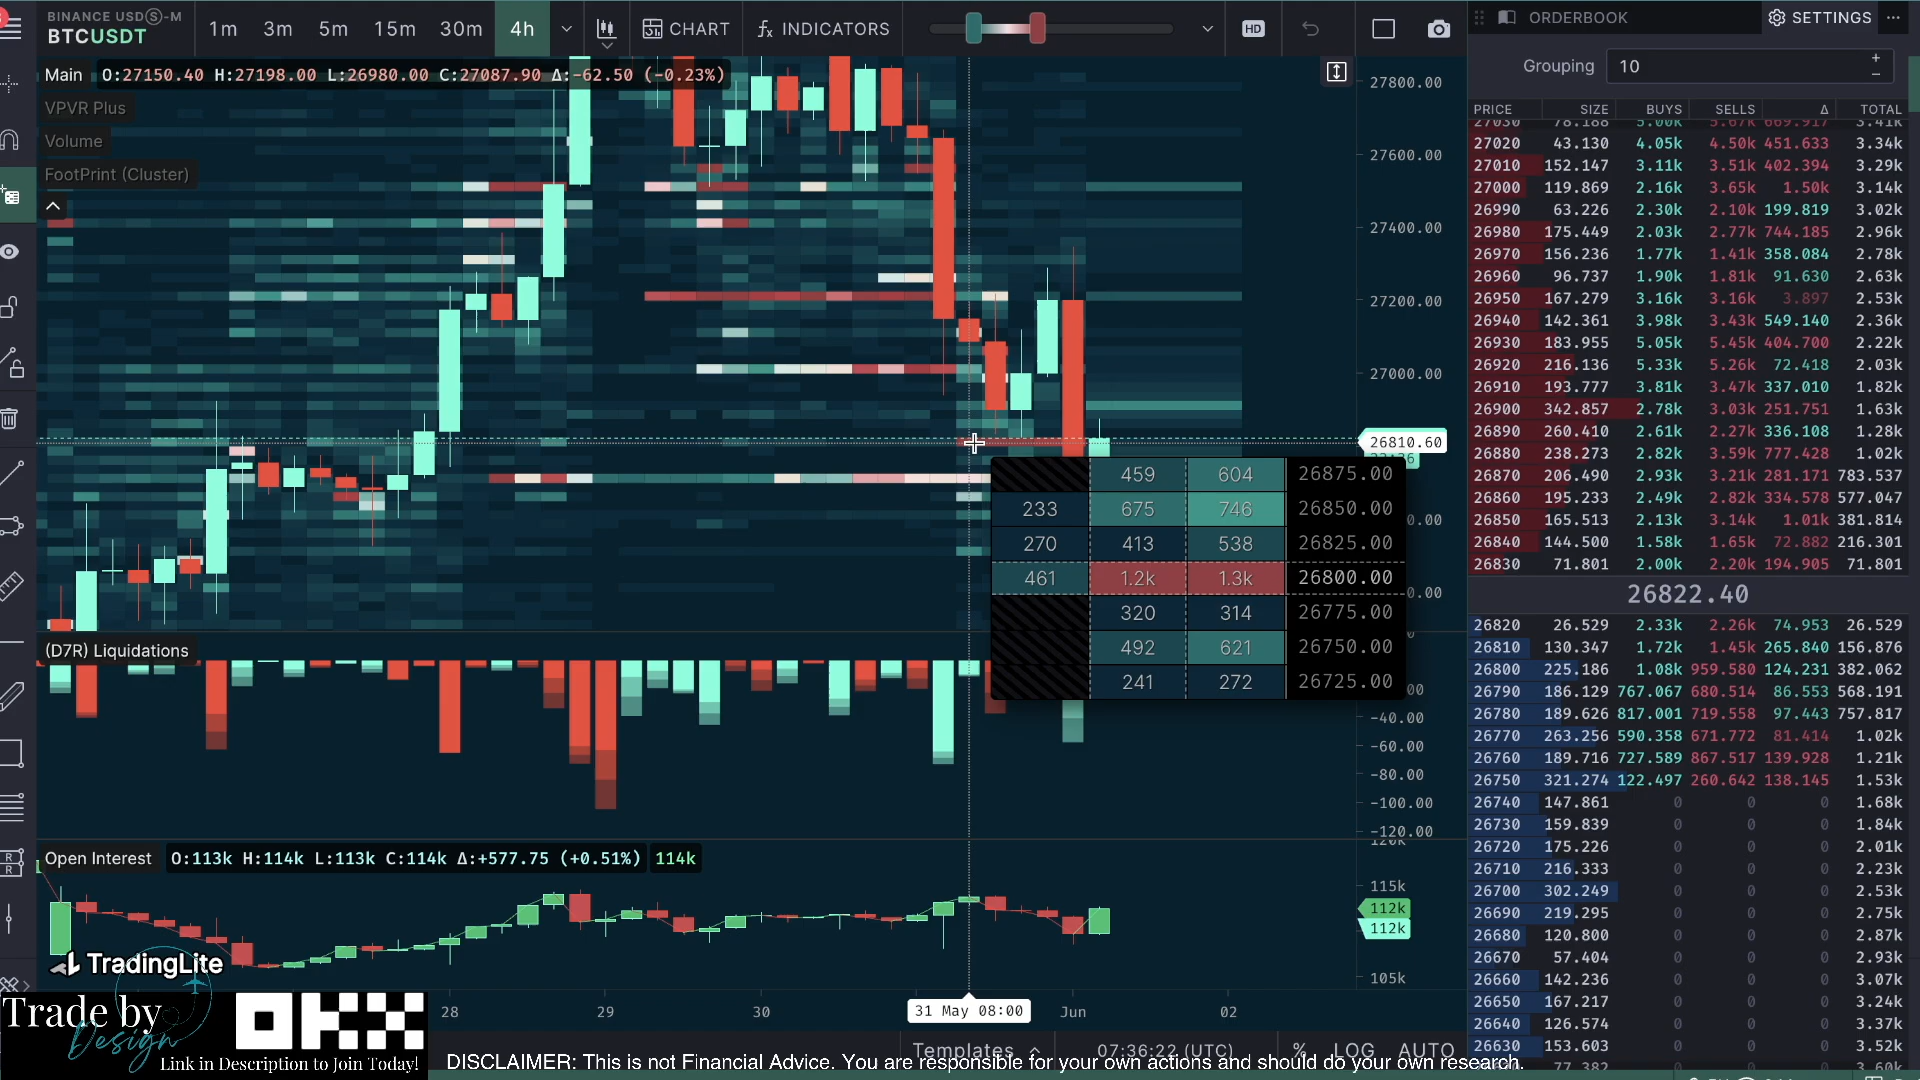 BINANCE USDⓈ-M
BTCUSDT
1m 3m 5m 15m 30m 4h
CHART
INDICATORS
HD
ORDERBOOK
SETTINGS
Grouping 10
Main O:27150.40 H:27198.00 L:26980.00 C:27087.90 Δ:-62.50 (-0.23%)
VPVR Plus
Volume
FootPrint (Cluster)
27800.00
27600.00
27400.00
27200.00
27000.00
26810.60
459 604 26875.00
233 675 746 26850.00
270 413 538 26825.00
461 1.2k 1.3k 26800.00
320 314 26775.00
492 621 26750.00
241 272 26725.00
(D7R) Liquidations
-40.00
-60.00
-80.00
-100.00
-120.00
Open Interest O:113k H:114k L:113k C:114k Δ:+577.75 (+0.51%) 114k
120k
115k
112k
112k
105k
TradingLite
28 29 30 31 May 08:00 Jun 02
Templates 07:36:22 (UTC) % LOG AUTO
Trade by
Design
OKX
Link in Description to Join Today!
DISCLAIMER: This is not Financial Advice. You are responsible for your own actions and should do your own research.
PRICE SIZE BUYS SELLS Δ TOTAL
27030 78.188 5.00k 5.67k 669.917 3.41k
27020 43.130 4.05k 4.50k 451.633 3.34k
27010 152.147 3.11k 3.51k 402.394 3.29k
27000 119.869 2.16k 3.65k 1.50k 3.14k
26990 63.226 2.30k 2.10k 199.819 3.02k
26980 175.449 2.03k 2.77k 744.185 2.96k
26970 156.236 1.77k 1.41k 358.084 2.78k
26960 96.737 1.90k 1.81k 91.630 2.63k
26950 167.279 3.16k 3.16k 3.897 2.53k
26940 142.361 3.98k 3.43k 549.140 2.36k
26930 183.955 5.05k 5.45k 404.700 2.22k
26920 216.136 5.33k 5.26k 72.418 2.03k
26910 193.777 3.81k 3.47k 337.010 1.82k
26900 342.857 2.78k 3.03k 251.751 1.63k
26890 260.410 2.61k 2.27k 336.108 1.28k
26880 238.273 2.82k 3.59k 777.428 1.02k
26870 206.490 2.93k 3.21k 281.171 783.537
26860 195.233 2.49k 2.82k 334.578 577.047
26850 165.513 2.13k 3.14k 1.01k 381.814
26840 144.500 1.58k 1.65k 72.882 216.301
26830 71.801 2.00k 2.20k 194.905 71.801
26822.40
26820 26.529 2.33k 2.26k 74.953 26.529
26810 130.347 1.72k 1.45k 265.840 156.876
26800 225.186 1.08k 959.580 124.231 382.062
26790 186.129 767.067 680.514 86.553 568.191
26780 189.626 817.001 719.558 97.443 757.817
26770 263.256 590.358 671.772 81.414 1.02k
26760 189.716 727.589 867.517 139.928 1.21k
26750 321.274 122.497 260.642 138.145 1.53k
26740 147.861 0 0 0 1.68k
26730 159.839 0 0 0 1.84k
26720 175.226 0 0 0 2.01k
26710 216.333 0 0 0 2.23k
26700 302.249 0 0 0 2.53k
26690 219.295 0 0 0 2.75k
26680 120.800 0 0 0 2.87k
26670 57.404 0 0 0 2.93k
26660 142.236 0 0 0 3.07k
26650 167.217 0 0 0 3.24k
26640 126.574 0 0 0 3.37k
26630 153.603 0 0 0 3.52k